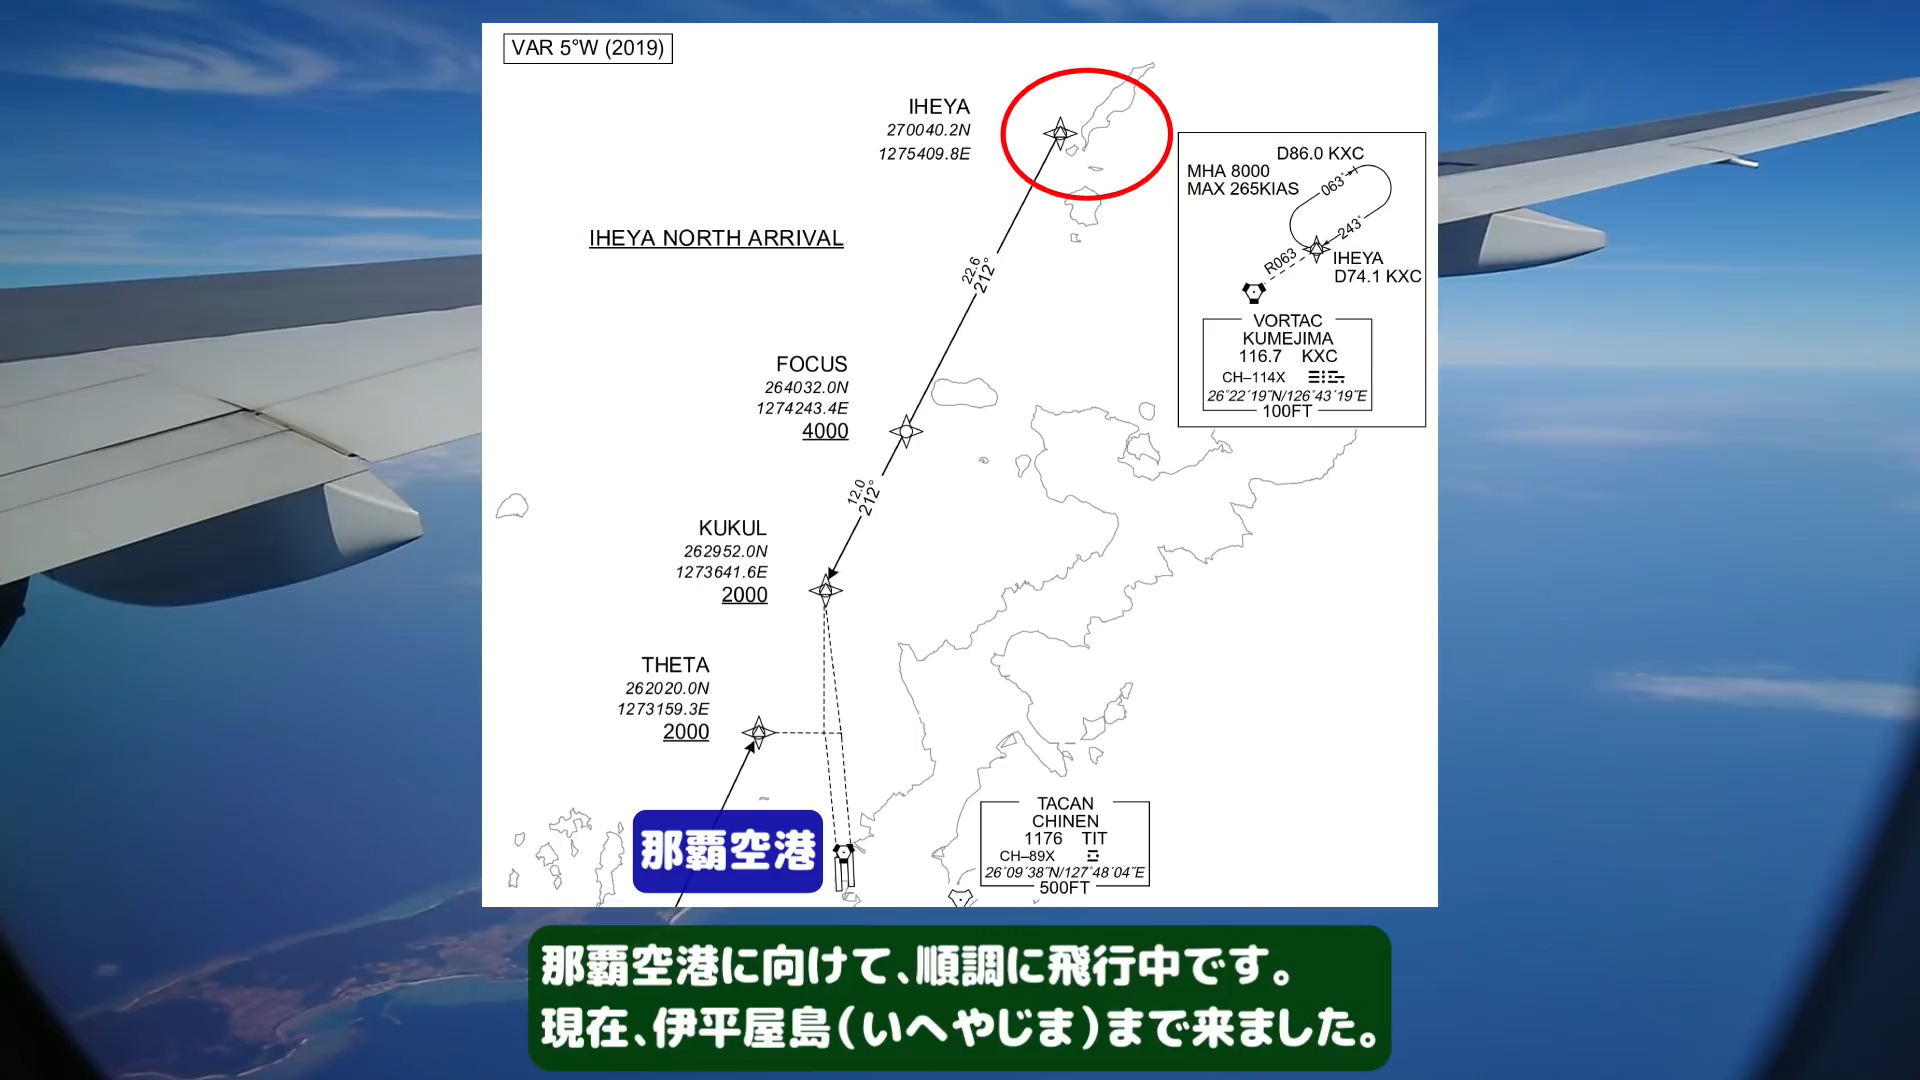 VAR 5°W (2019)
IHEYA
270040.2N
1275409.8E
IHEYA NORTH ARRIVAL
22.6
212°
D86.0 KXC
MHA 8000
MAX 265KIAS
063°
243°
R063
IHEYA
D74.1 KXC
VORTAC
KUMEJIMA
116.7 KXC
CH–114X
26°22´19˝N/126°43´19˝E
100FT
FOCUS
264032.0N
1274243.4E
4000
12.0
212°
KUKUL
262952.0N
1273641.6E
2000
THETA
262020.0N
1273159.3E
2000
那覇空港
TACAN
CHINEN
1176 TIT
CH–89X
26°09´38˝N/127°48´04˝E
500FT
那覇空港に向けて、順調に飛行中です。
現在、伊平屋島(いへやじま)まで来ました。